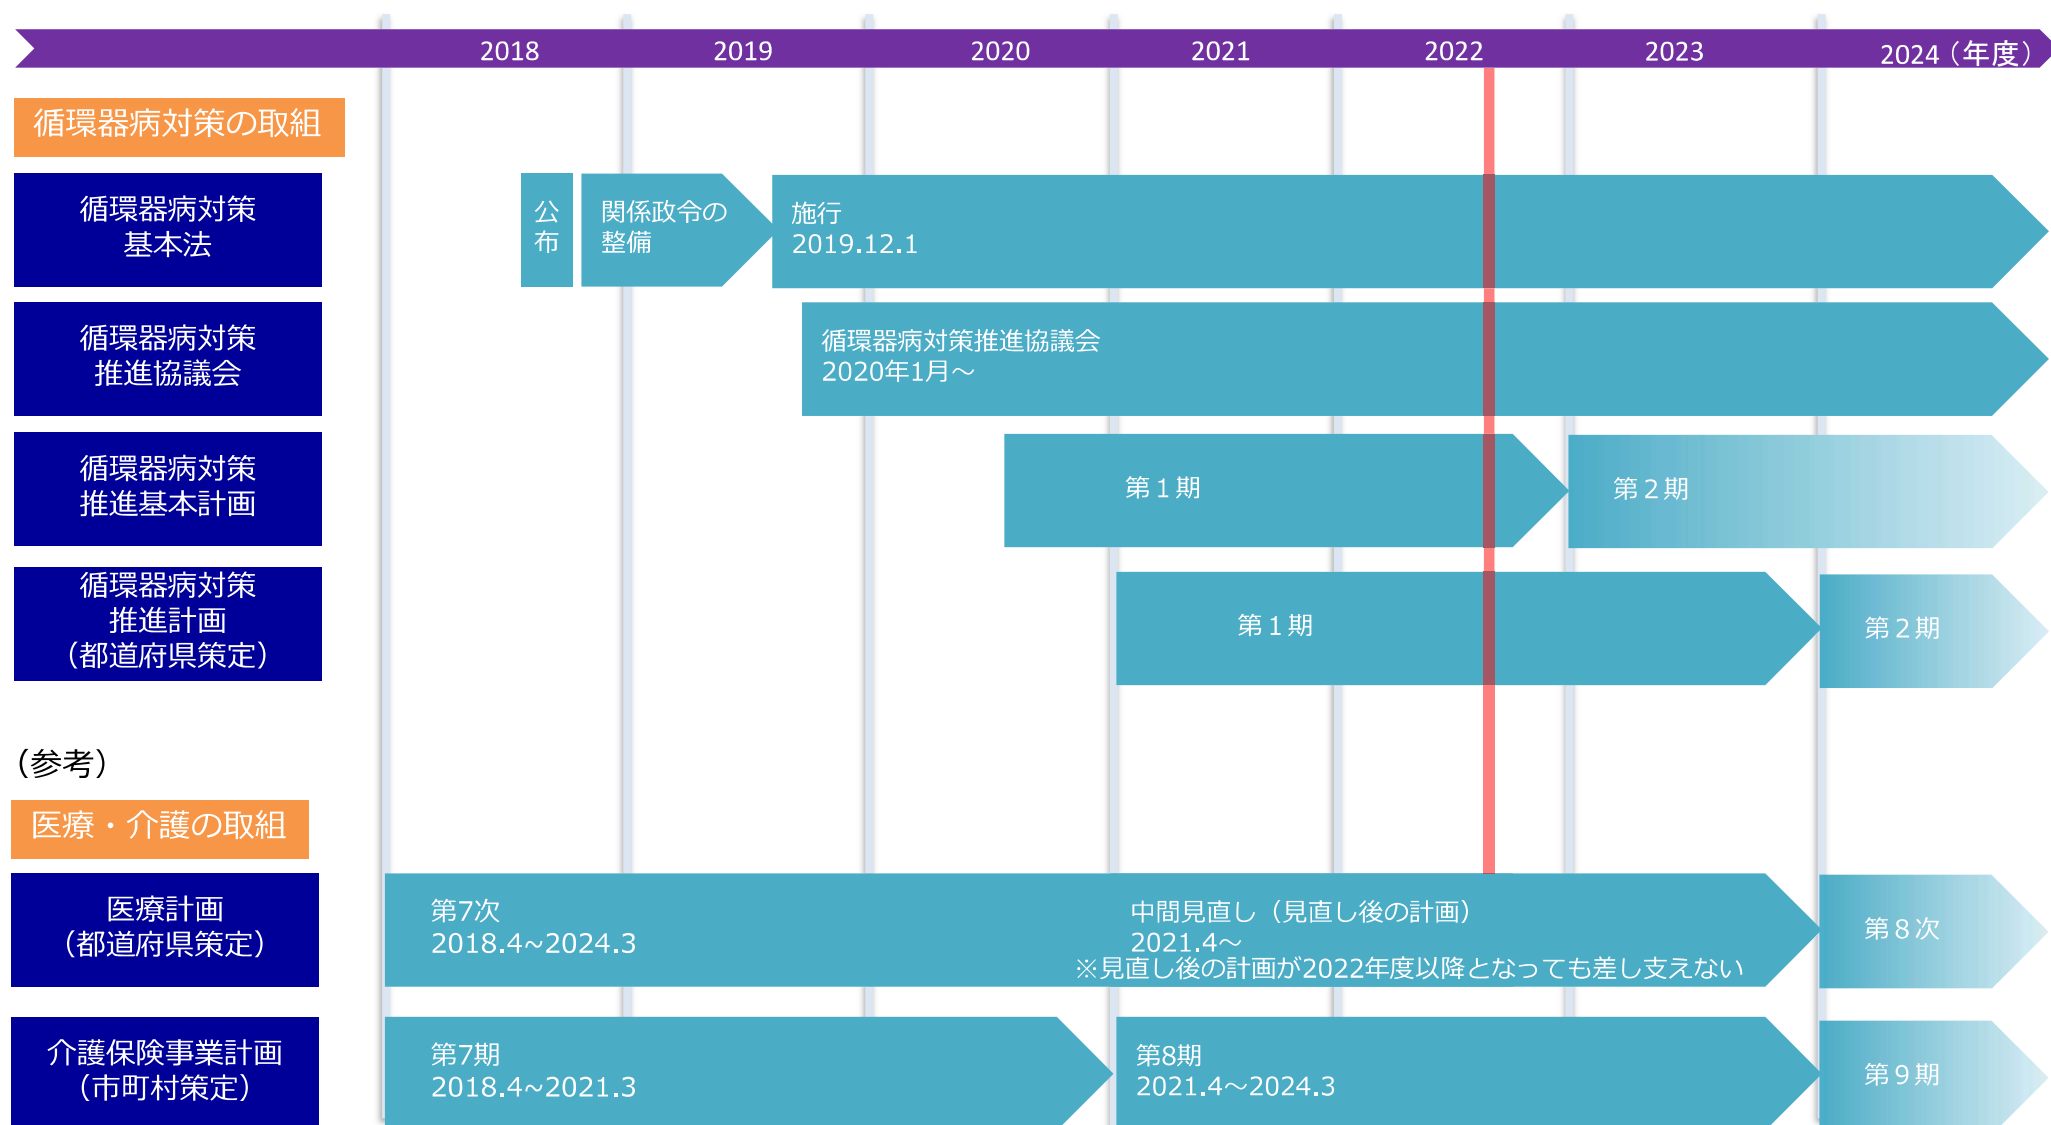 2018 2019 2020 2021 2022 2023 2024（年度）
循環器病対策の取組
循環器病対策
基本法
公
布
関係政令の
整備
施行
2019.12.1
循環器病対策
推進協議会
循環器病対策推進協議会
2020年1月～
循環器病対策
推進基本計画
第１期
第２期
循環器病対策
推進計画
（都道府県策定）
第１期
第２期
（参考）
医療・介護の取組
医療計画
（都道府県策定）
第7次
2018.4~2024.3
中間見直し（見直し後の計画）
2021.4～
※見直し後の計画が2022年度以降となっても差し支えない
第８次
介護保険事業計画
（市町村策定）
第7期
2018.4~2021.3
第8期
2021.4～2024.3
第９期